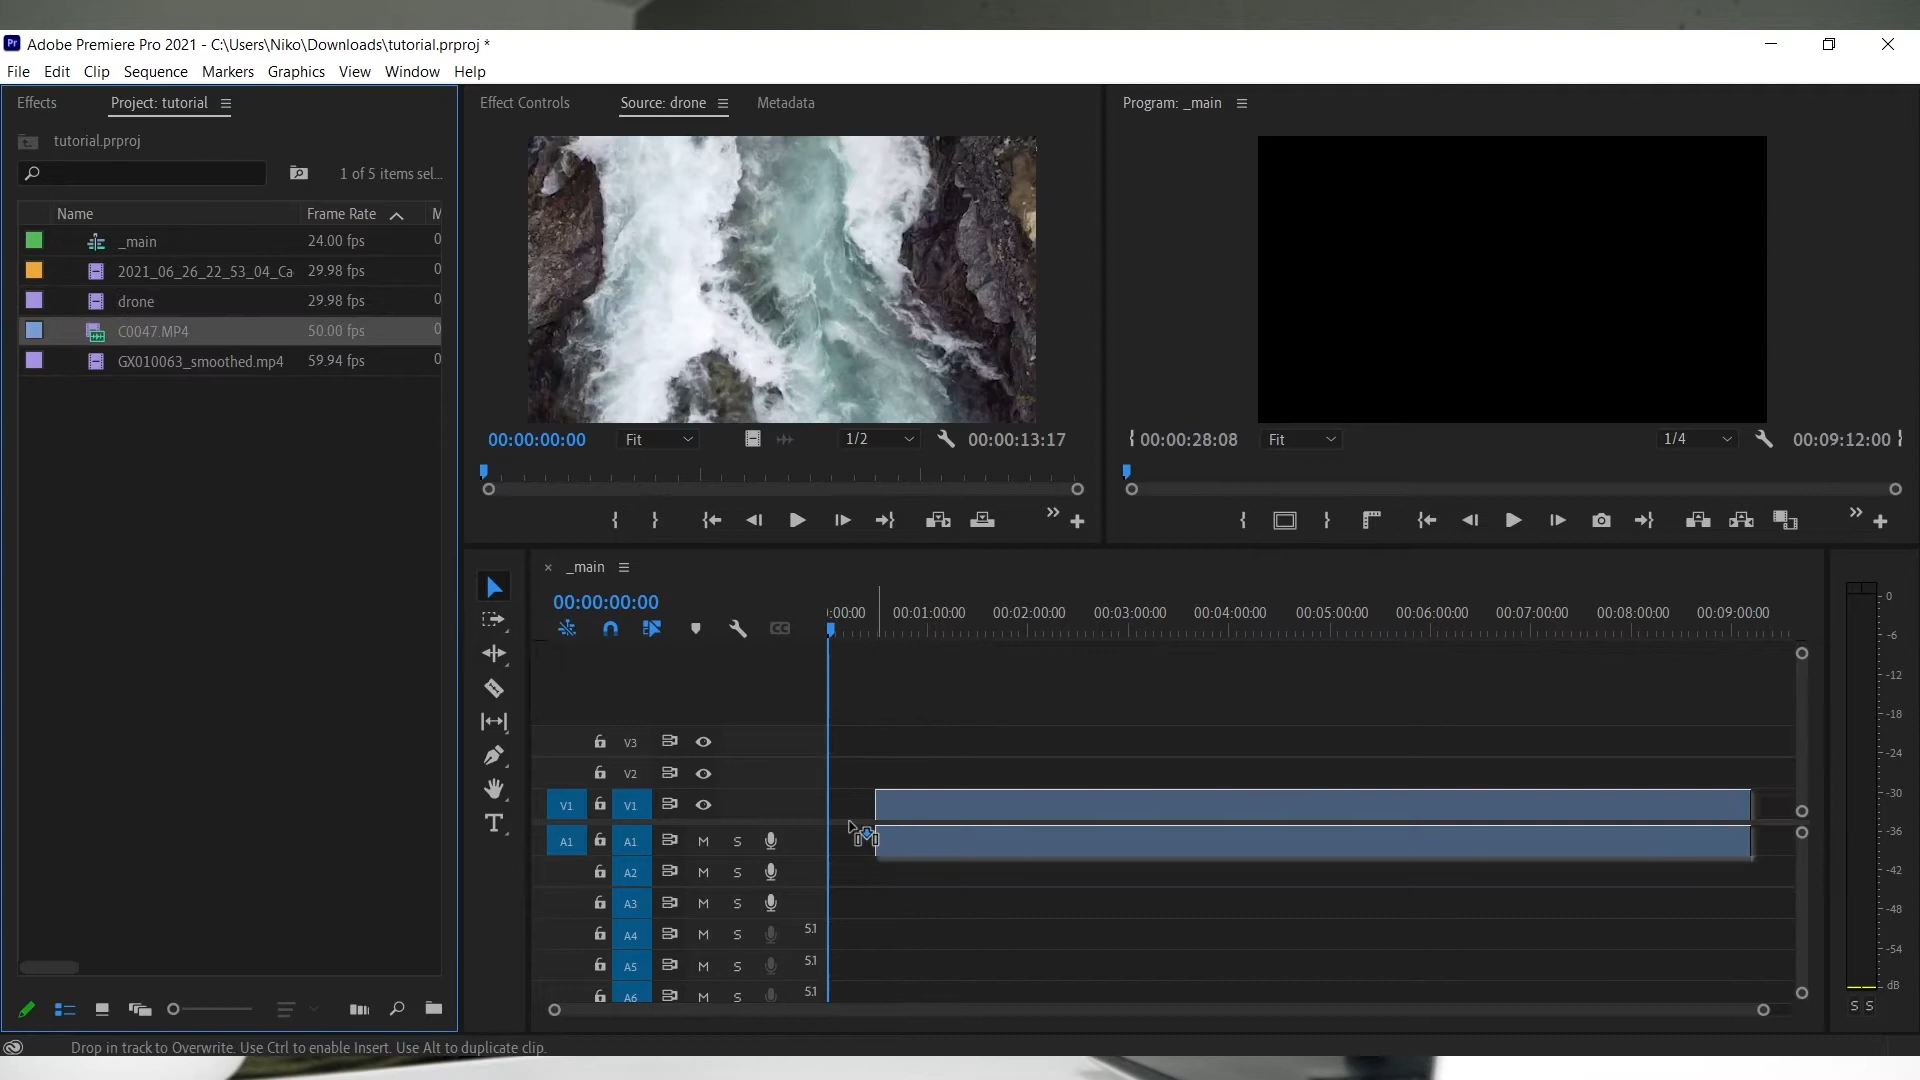 Pr Adobe Premiere Pro 2021 - C:\Users\Niko\Downloads\tutorial.prproj *
File Edit Clip Sequence Markers Graphics View Window Help
Effects Project: tutorial
tutorial.prproj
1 of 5 items sel...
Name Frame Rate M
_main 24.00 fps 0
2021_06_26_22_53_04_Ca 29.98 fps 0
drone 29.98 fps 0
C0047.MP4 50.00 fps 0
GX010063_smoothed.mp4 59.94 fps 0
Effect Controls Source: drone Metadata
00:00:00:00 Fit 1/2 00:00:13:17
Program: _main
00:00:28:08 Fit 1/4 00:09:12:00
× _main
00:00:00:00
:00:00 00:01:00:00 00:02:00:00 00:03:00:00 00:04:00:00 00:05:00:00 00:06:00:00 00:07:00:00 00:08:00:00 00:09:00:00
CC
V3
V2
V1 V1
A1 A1 M S
A2 M S
A3 M S
A4 M S 5.1
A5 M S 5.1
A6 M S 5.1
T
0
-6
-12
-18
-24
-30
-36
-42
-48
-54
dB
S S
Drop in track to Overwrite. Use Ctrl to enable Insert. Use Alt to duplicate clip.